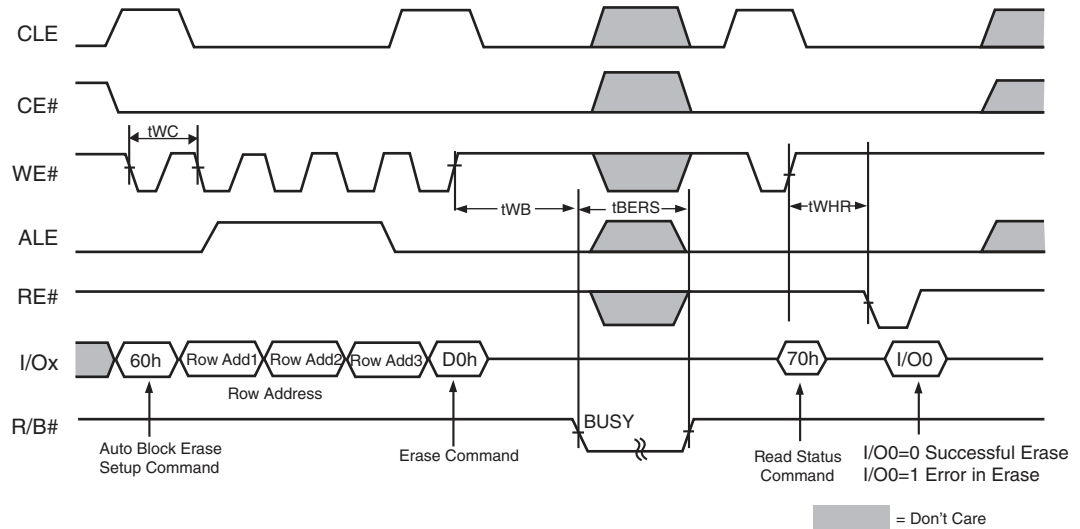 CLE
CE#
tWC
WE#
tWB
tBERS
tWHR
ALE
RE#
I/Ox
60h
Row Add1
Row Add2
Row Add3
D0h
70h
I/O0
Row Address
R/B#
BUSY
Auto Block Erase
Setup Command
Erase Command
Read Status
Command
I/O0=0 Successful Erase
I/O0=1 Error in Erase
= Don't Care